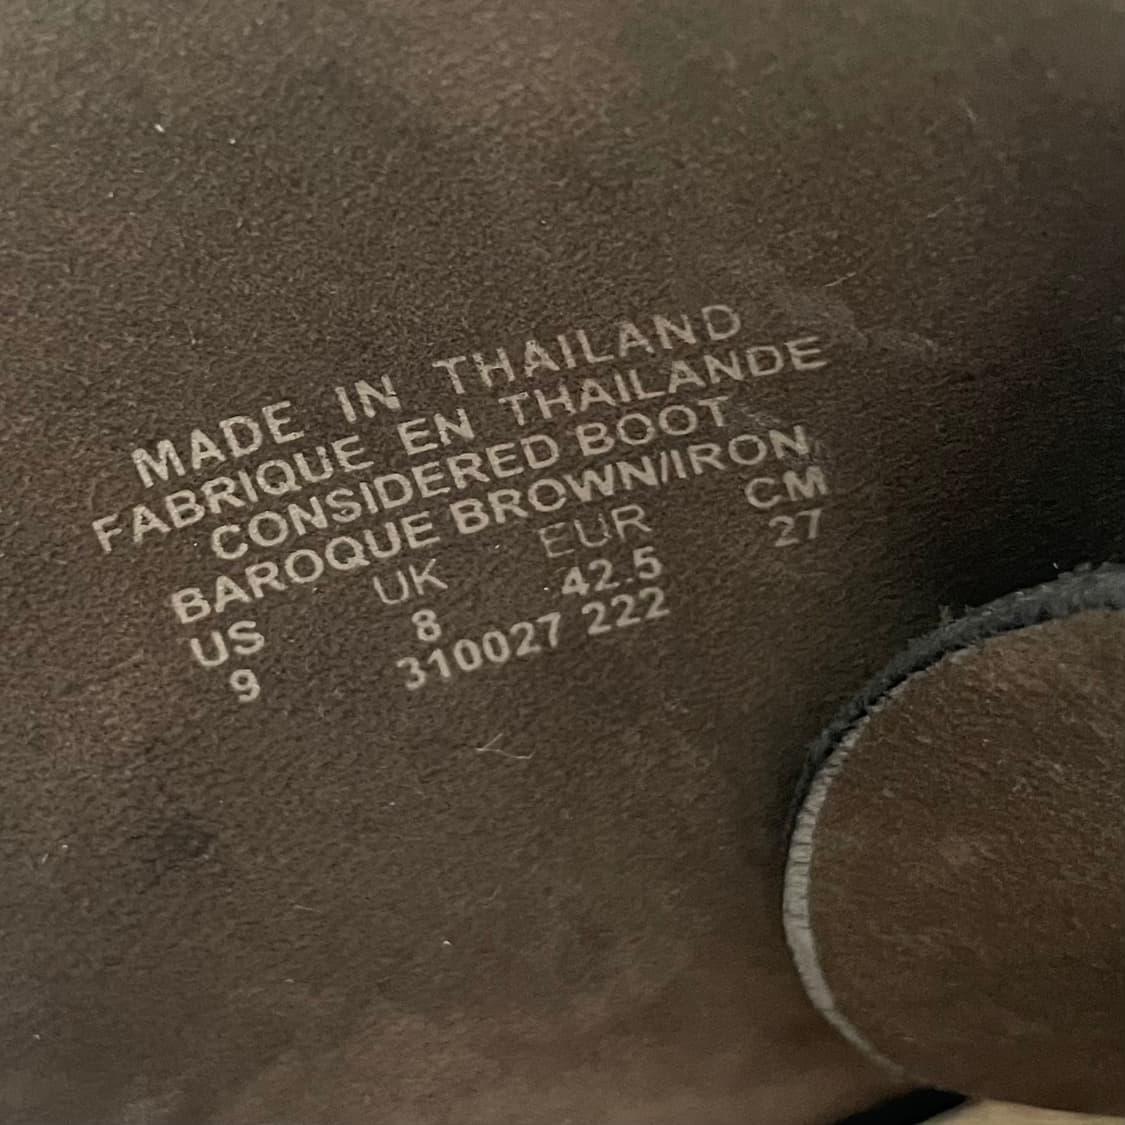 MADE IN THAILAND
FABRIQUE EN THAILANDE
CONSIDERED BOOT
BAROQUE BROWN/IRON
US UK EUR CM
9 8 42.5 27
310027 222